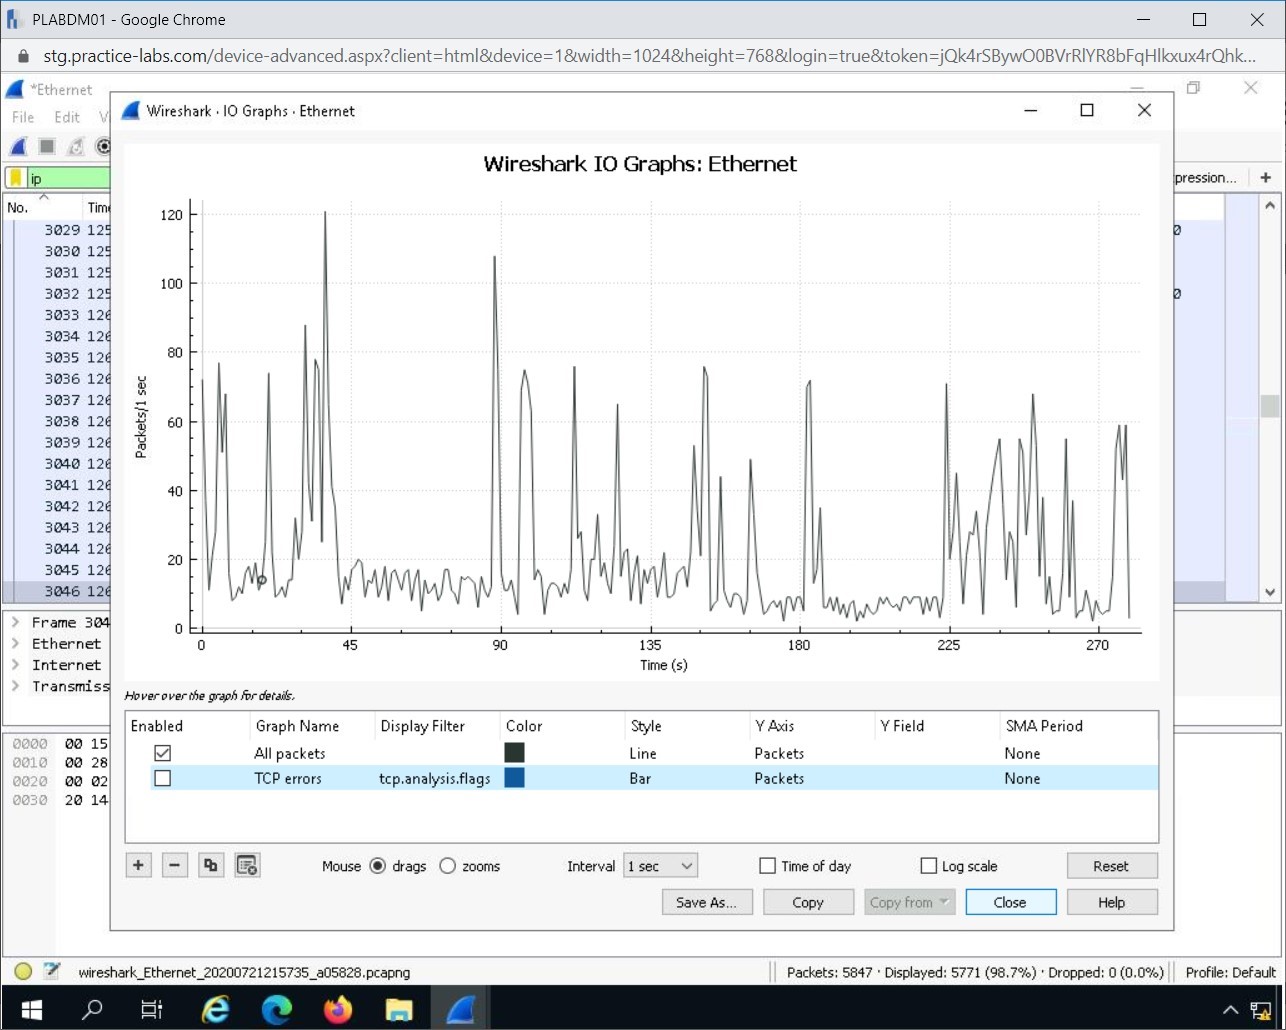 PLABDM01 - Google Chrome
stg.practice-labs.com/device-advanced.aspx?client=html&device=1&width=1024&height=768&login=true&token=jQk4rSBywO0BVrRlYR8bFqHlkxux4rQhk...
*Ethernet
File Edit Vi
Wireshark · IO Graphs · Ethernet
ip
pression... +
No. Time
3029 125
3030 125
3031 125
3032 125
3033 126
3034 126
3035 126
3036 126
3037 126
3038 126
3039 126
3040 126
3041 126
3042 126
3043 126
3044 126
3045 126
3046 126
0
0
Wireshark IO Graphs: Ethernet
120
100
80
60
40
20
0
Packets/1 sec
0 45 90 135 180 225 270
Time (s)
Hover over the graph for details.
Enabled Graph Name Display Filter Color Style Y Axis Y Field SMA Period
All packets Line Packets None
TCP errors tcp.analysis.flags Bar Packets None
> Frame 304
> Ethernet
> Internet
> Transmiss
0000 00 15
0010 00 28
0020 00 02
0030 20 14
+ − Mouse drags zooms Interval 1 sec Time of day Log scale Reset
Save As... Copy Copy from Close Help
wireshark_Ethernet_20200721215735_a05828.pcapng
Packets: 5847 · Displayed: 5771 (98.7%) · Dropped: 0 (0.0%) Profile: Default